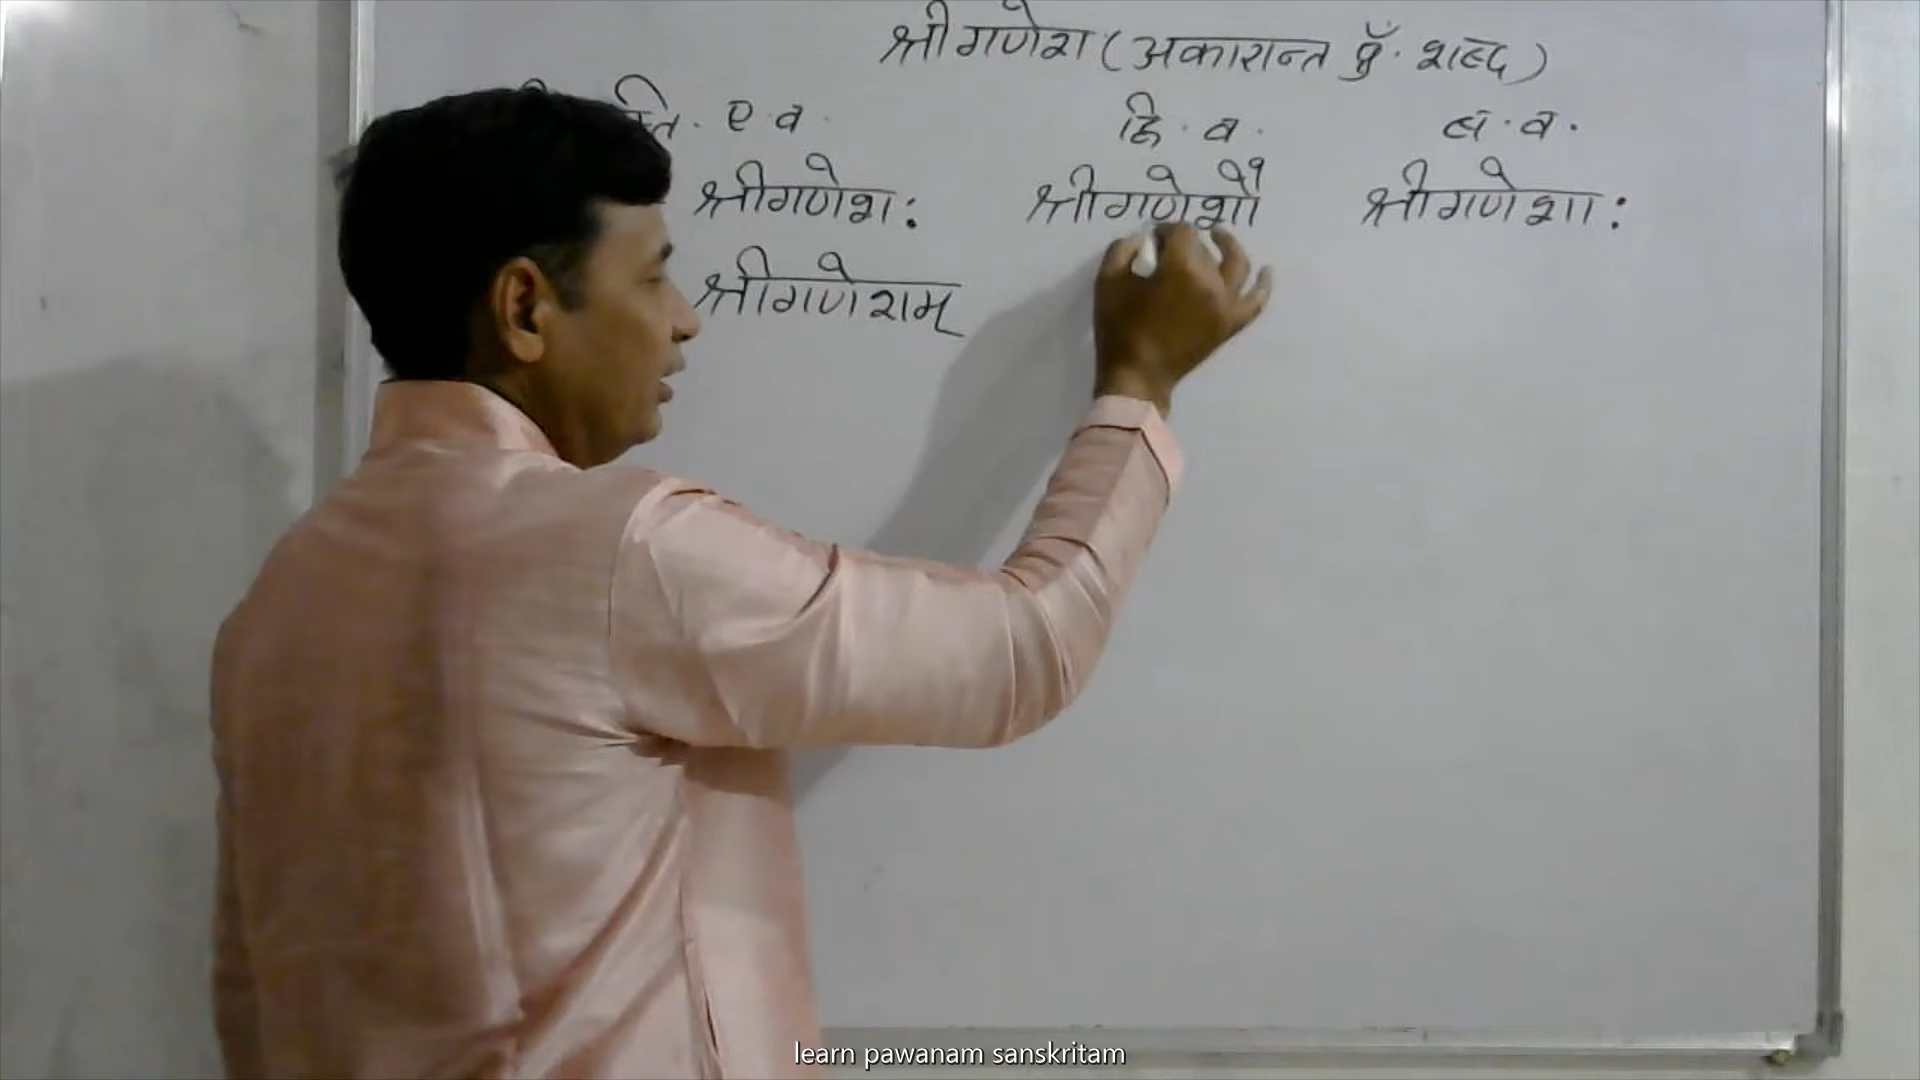 श्रीगणेश (अकारान्त पुँ. शब्द)
ए.व. द्वि.व. ब.व.
श्रीगणेशः श्रीगणेशौ श्रीगणेशाः
श्रीगणेशम्
learn pawanam sanskritam